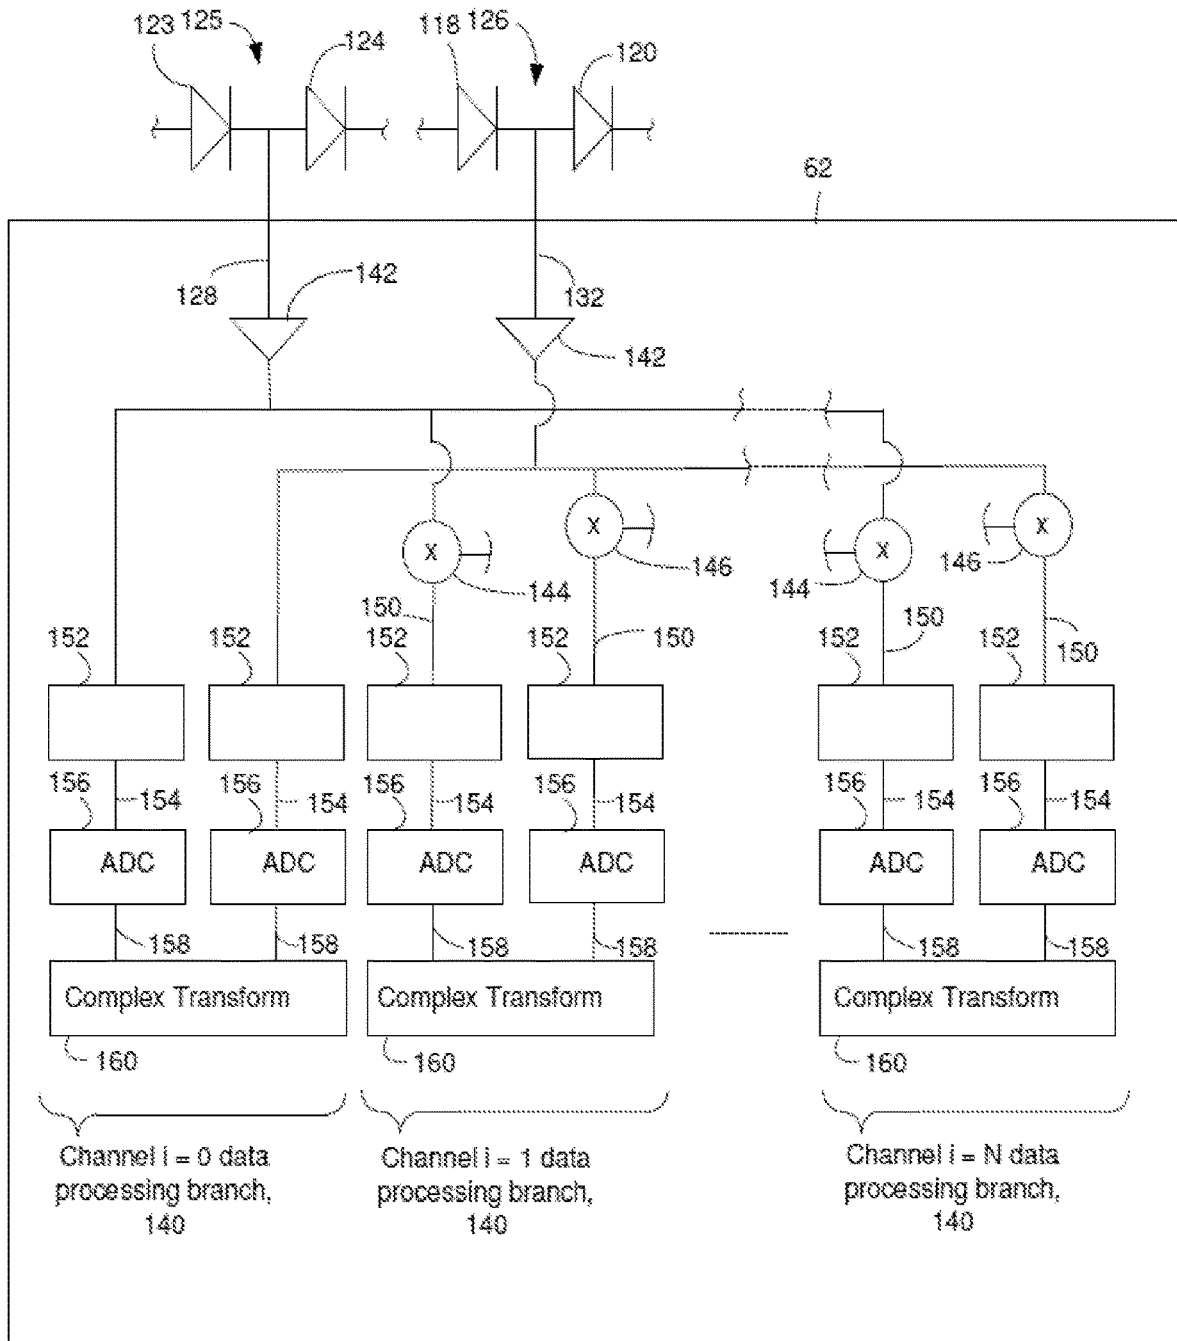 123 125 124 118 126 120
62
128 142 132 142
X X X X
144 146 144 146
150 150 150 150
152 152 152 152 152 152
156 154 156 154 156 154 156 154 156 154 156 154
ADC ADC ADC ADC ADC ADC
158 158 158 158 158 158
Complex Transform Complex Transform Complex Transform
160 160 160
Channel i = 0 data
processing branch,
140
Channel i = 1 data
processing branch,
140
Channel i = N data
processing branch,
140